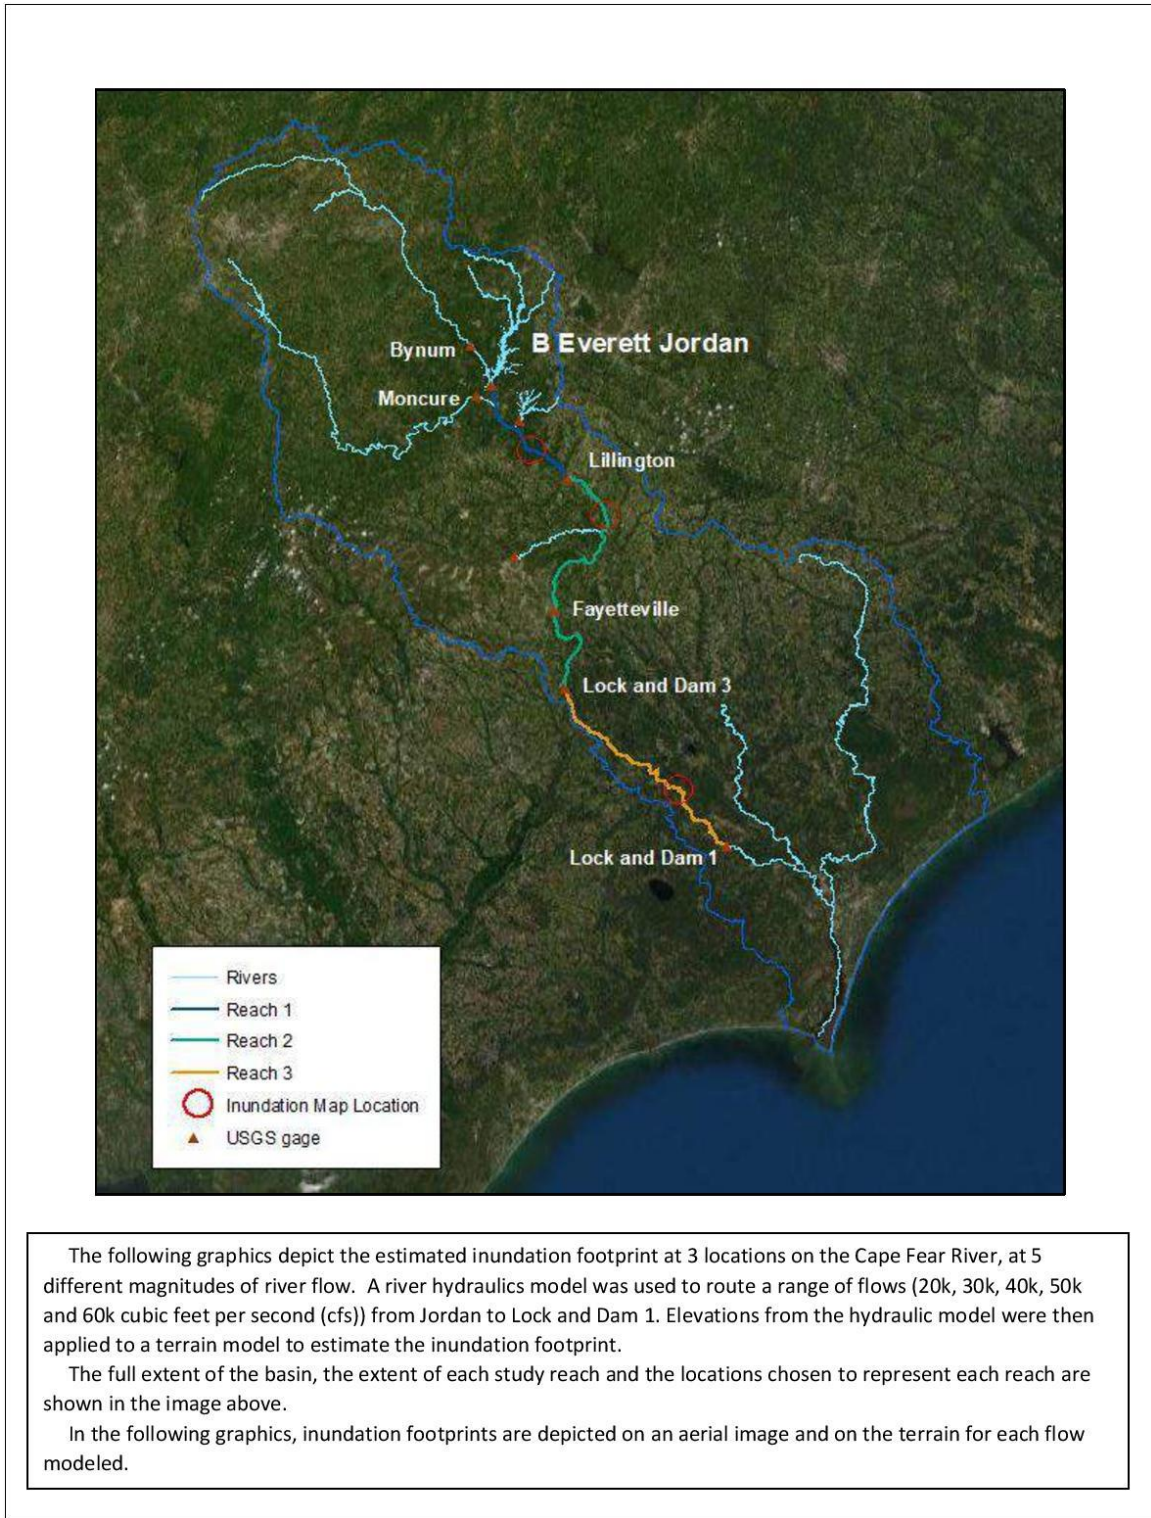 B Everett Jordan
Bynum
Moncure
Lillington
Fayetteville
Lock and Dam 3
Lock and Dam 1
Rivers
Reach 1
Reach 2
Reach 3
Inundation Map Location
USGS gage
The following graphics depict the estimated inundation footprint at 3 locations on the Cape Fear River, at 5
different magnitudes of river flow. A river hydraulics model was used to route a range of flows (20k, 30k, 40k, 50k
and 60k cubic feet per second (cfs)) from Jordan to Lock and Dam 1. Elevations from the hydraulic model were then
applied to a terrain model to estimate the inundation footprint.
The full extent of the basin, the extent of each study reach and the locations chosen to represent each reach are
shown in the image above.
In the following graphics, inundation footprints are depicted on an aerial image and on the terrain for each flow
modeled.